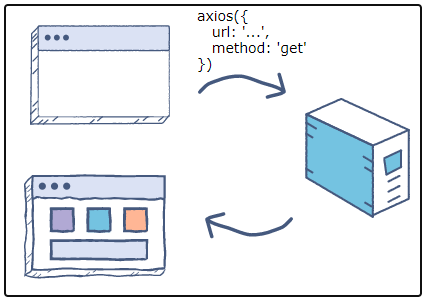 axios({
url: '...',
method: 'get'
})